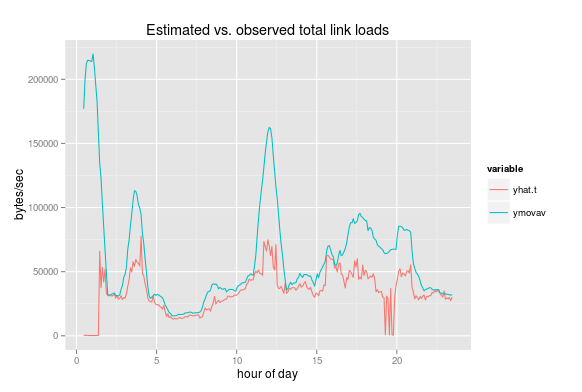 Estimated vs. observed total link loads
200000
150000
100000
50000
0
bytes/sec
0 5 10 15 20
hour of day
variable
yhat.t
ymovav